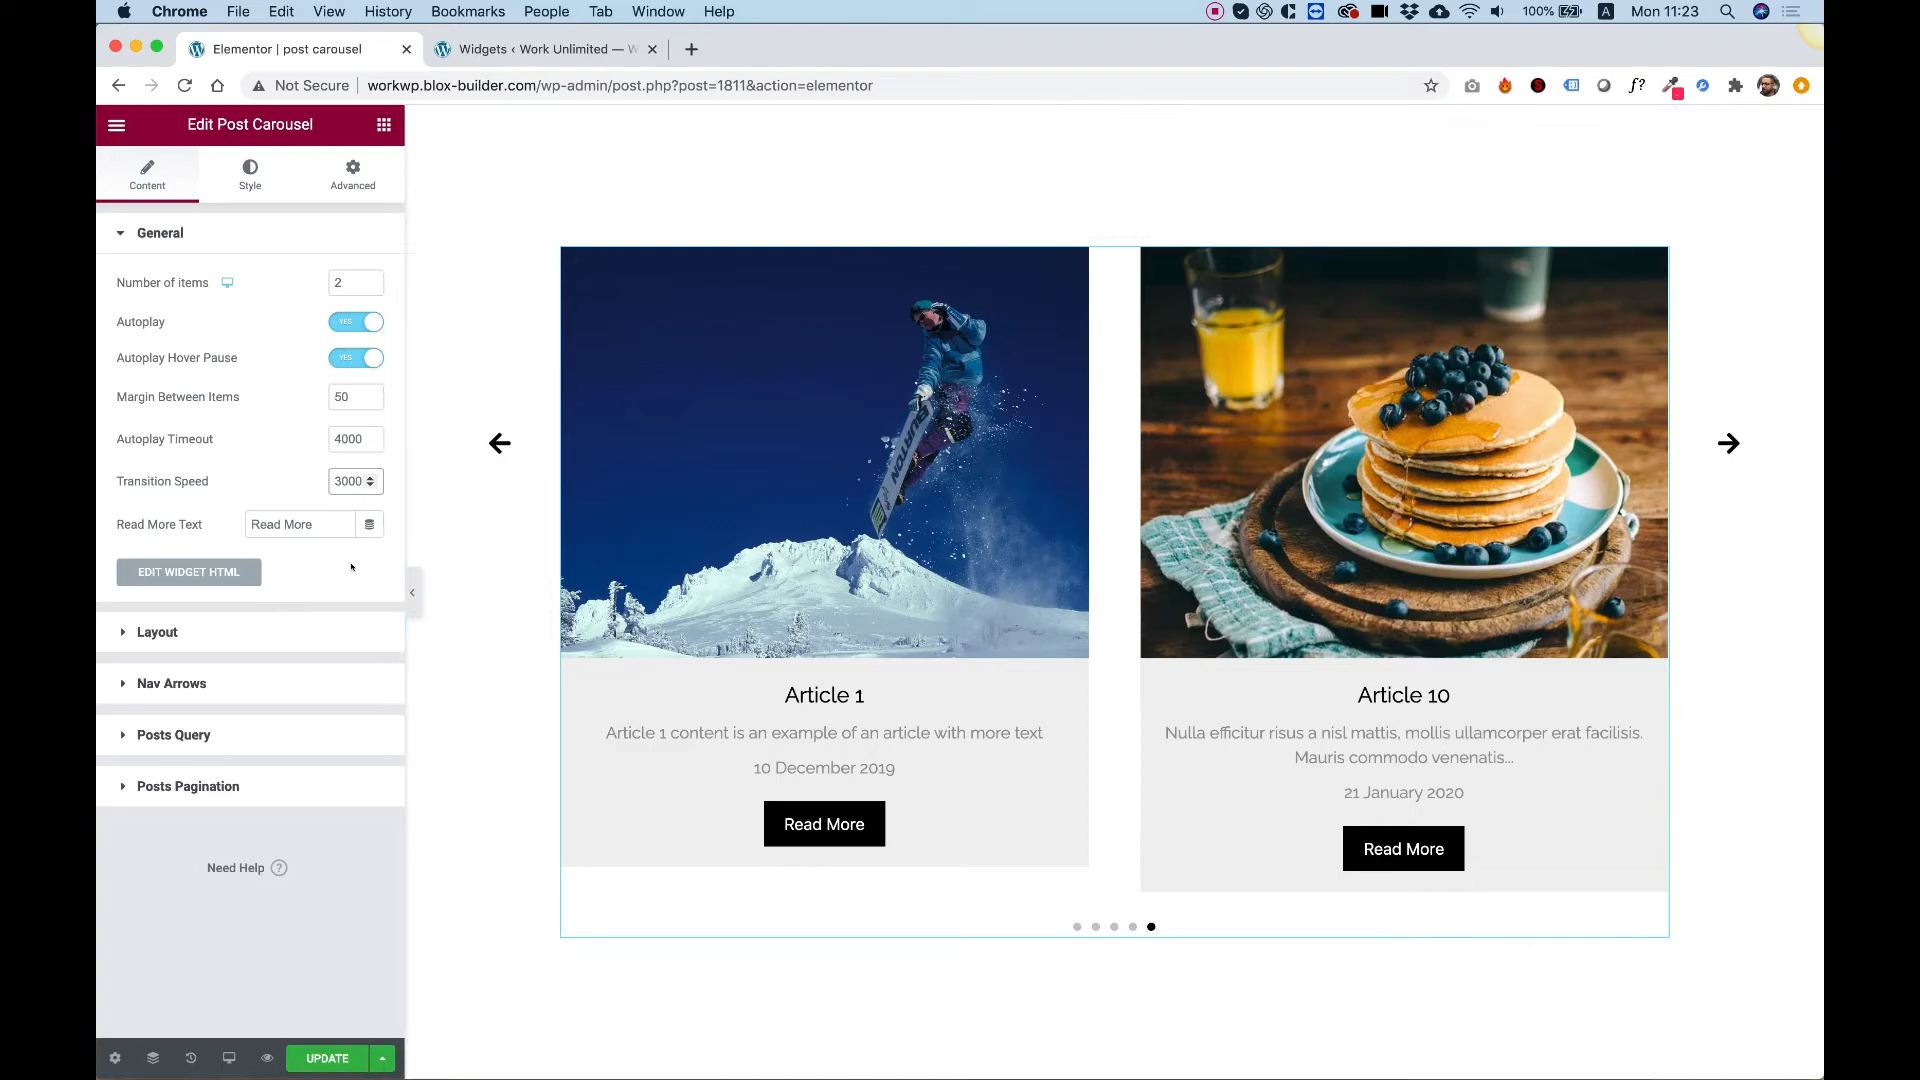 Chrome File Edit View History Bookmarks People Tab Window Help 100% A Mon 11:23
Elementor | post carousel
Widgets ‹ Work Unlimited — W
Not Secure workwp.blox-builder.com/wp-admin/post.php?post=1811&action=elementor
f?
Edit Post Carousel
Content Style Advanced
General
Number of items 2
Autoplay YES
Autoplay Hover Pause YES
Margin Between Items 50
Autoplay Timeout 4000
Transition Speed 3000
Read More Text Read More
EDIT WIDGET HTML
Layout
Nav Arrows
Posts Query
Posts Pagination
Need Help ?
UPDATE
BURTON
Article 1
Article 1 content is an example of an article with more text
10 December 2019
Read More
Article 10
Nulla efficitur risus a nisl mattis, mollis ullamcorper erat facilisis.
Mauris commodo venenatis...
21 January 2020
Read More